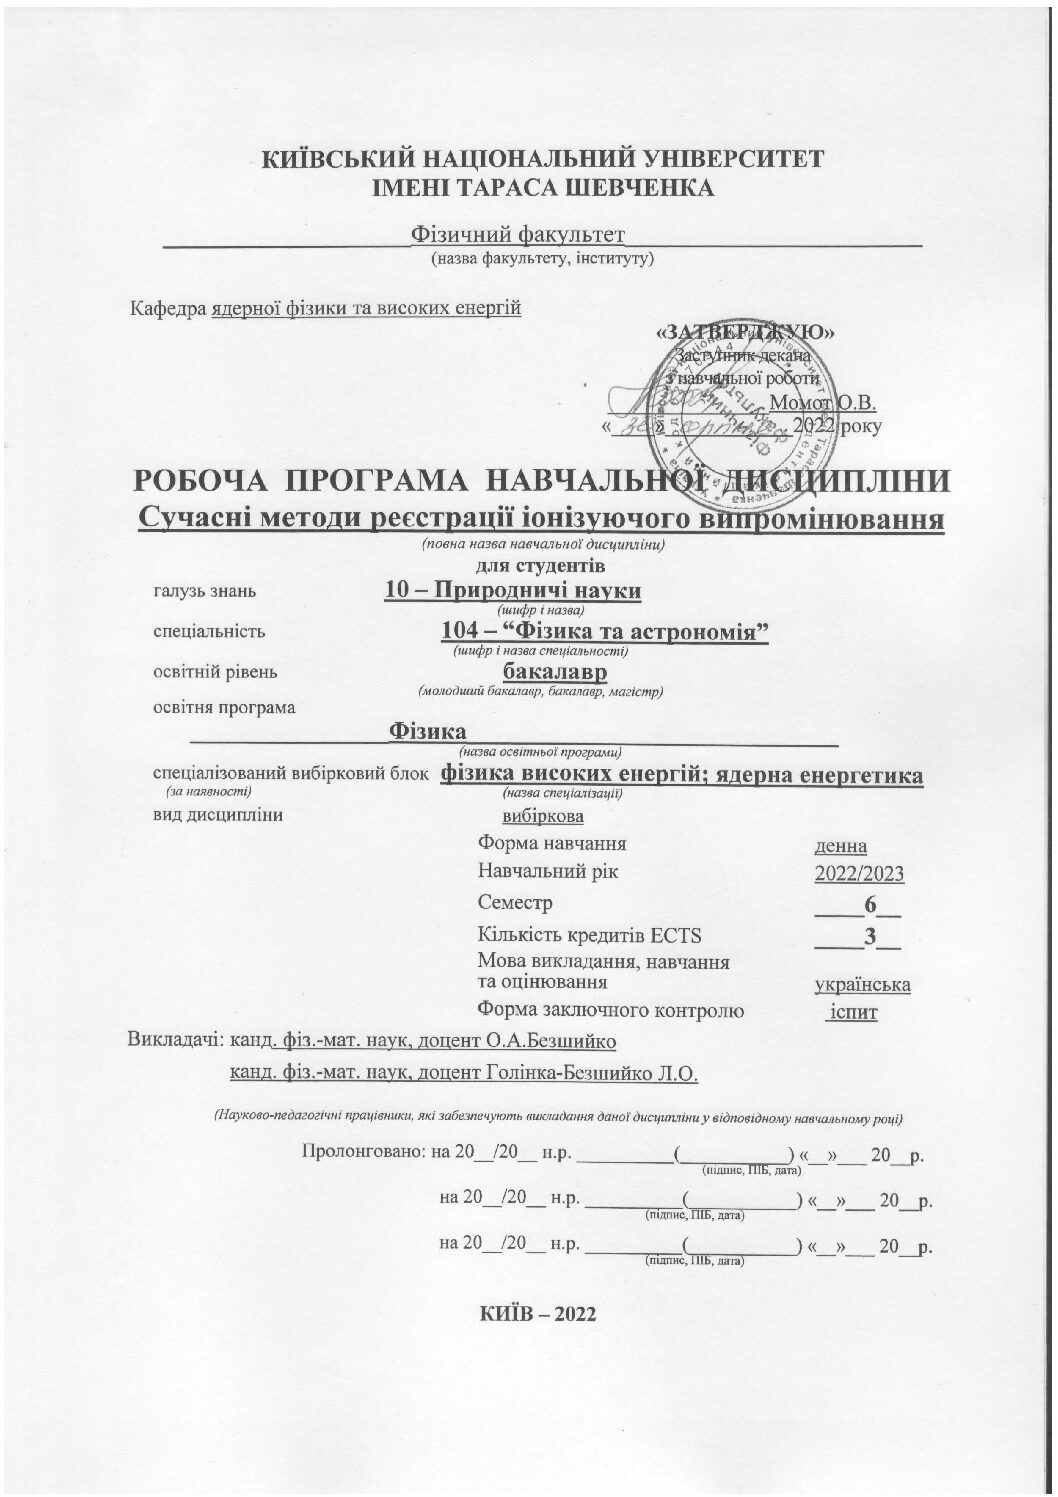 КИЇВСЬКИЙ НАЦІОНАЛЬНИЙ УНІВЕРСИТЕТ
ІМЕНІ ТАРАСА ШЕВЧЕНКА
Фізичний факультет
(назва факультету, інституту)
Кафедра ядерної фізики та високих енергій
«ЗАТВЕРДЖУЮ»
Заступник декана
з навчальної роботи
Момот О.В.
«___»____________2022 року
РОБОЧА ПРОГРАМА НАВЧАЛЬНОЇ ДИСЦИПЛІНИ
Сучасні методи реєстрації іонізуючого випромінювання
(повна назва навчальної дисципліни)
для студентів
галузь знань 10 – Природничі науки
(шифр і назва)
спеціальність 104 – “Фізика та астрономія”
(шифр і назва спеціальності)
освітній рівень бакалавр
(молодший бакалавр, бакалавр, магістр)
освітня програма
Фізика
(назва освітньої програми)
спеціалізований вибірковий блок фізика високих енергій; ядерна енергетика
(за наявності) (назва спеціалізації)
вид дисципліни вибіркова
Форма навчання денна
Навчальний рік 2022/2023
Семестр ____6__
Кількість кредитів ECTS ____3__
Мова викладання, навчання
та оцінювання українська
Форма заключного контролю іспит
Викладачі: канд. фіз.-мат. наук, доцент О.А.Безшийко
канд. фіз.-мат. наук, доцент Голінка-Безшийко Л.О.
(Науково-педагогічні працівники, які забезпечують викладання даної дисципліни у відповідному навчальному році)
Пролонговано: на 20__/20__ н.р. __________(___________) «__»___ 20__р.
(підпис, ПІБ, дата)
на 20__/20__ н.р. __________(___________) «__»___ 20__р.
(підпис, ПІБ, дата)
на 20__/20__ н.р. __________(___________) «__»___ 20__р.
(підпис, ПІБ, дата)
КИЇВ – 2022